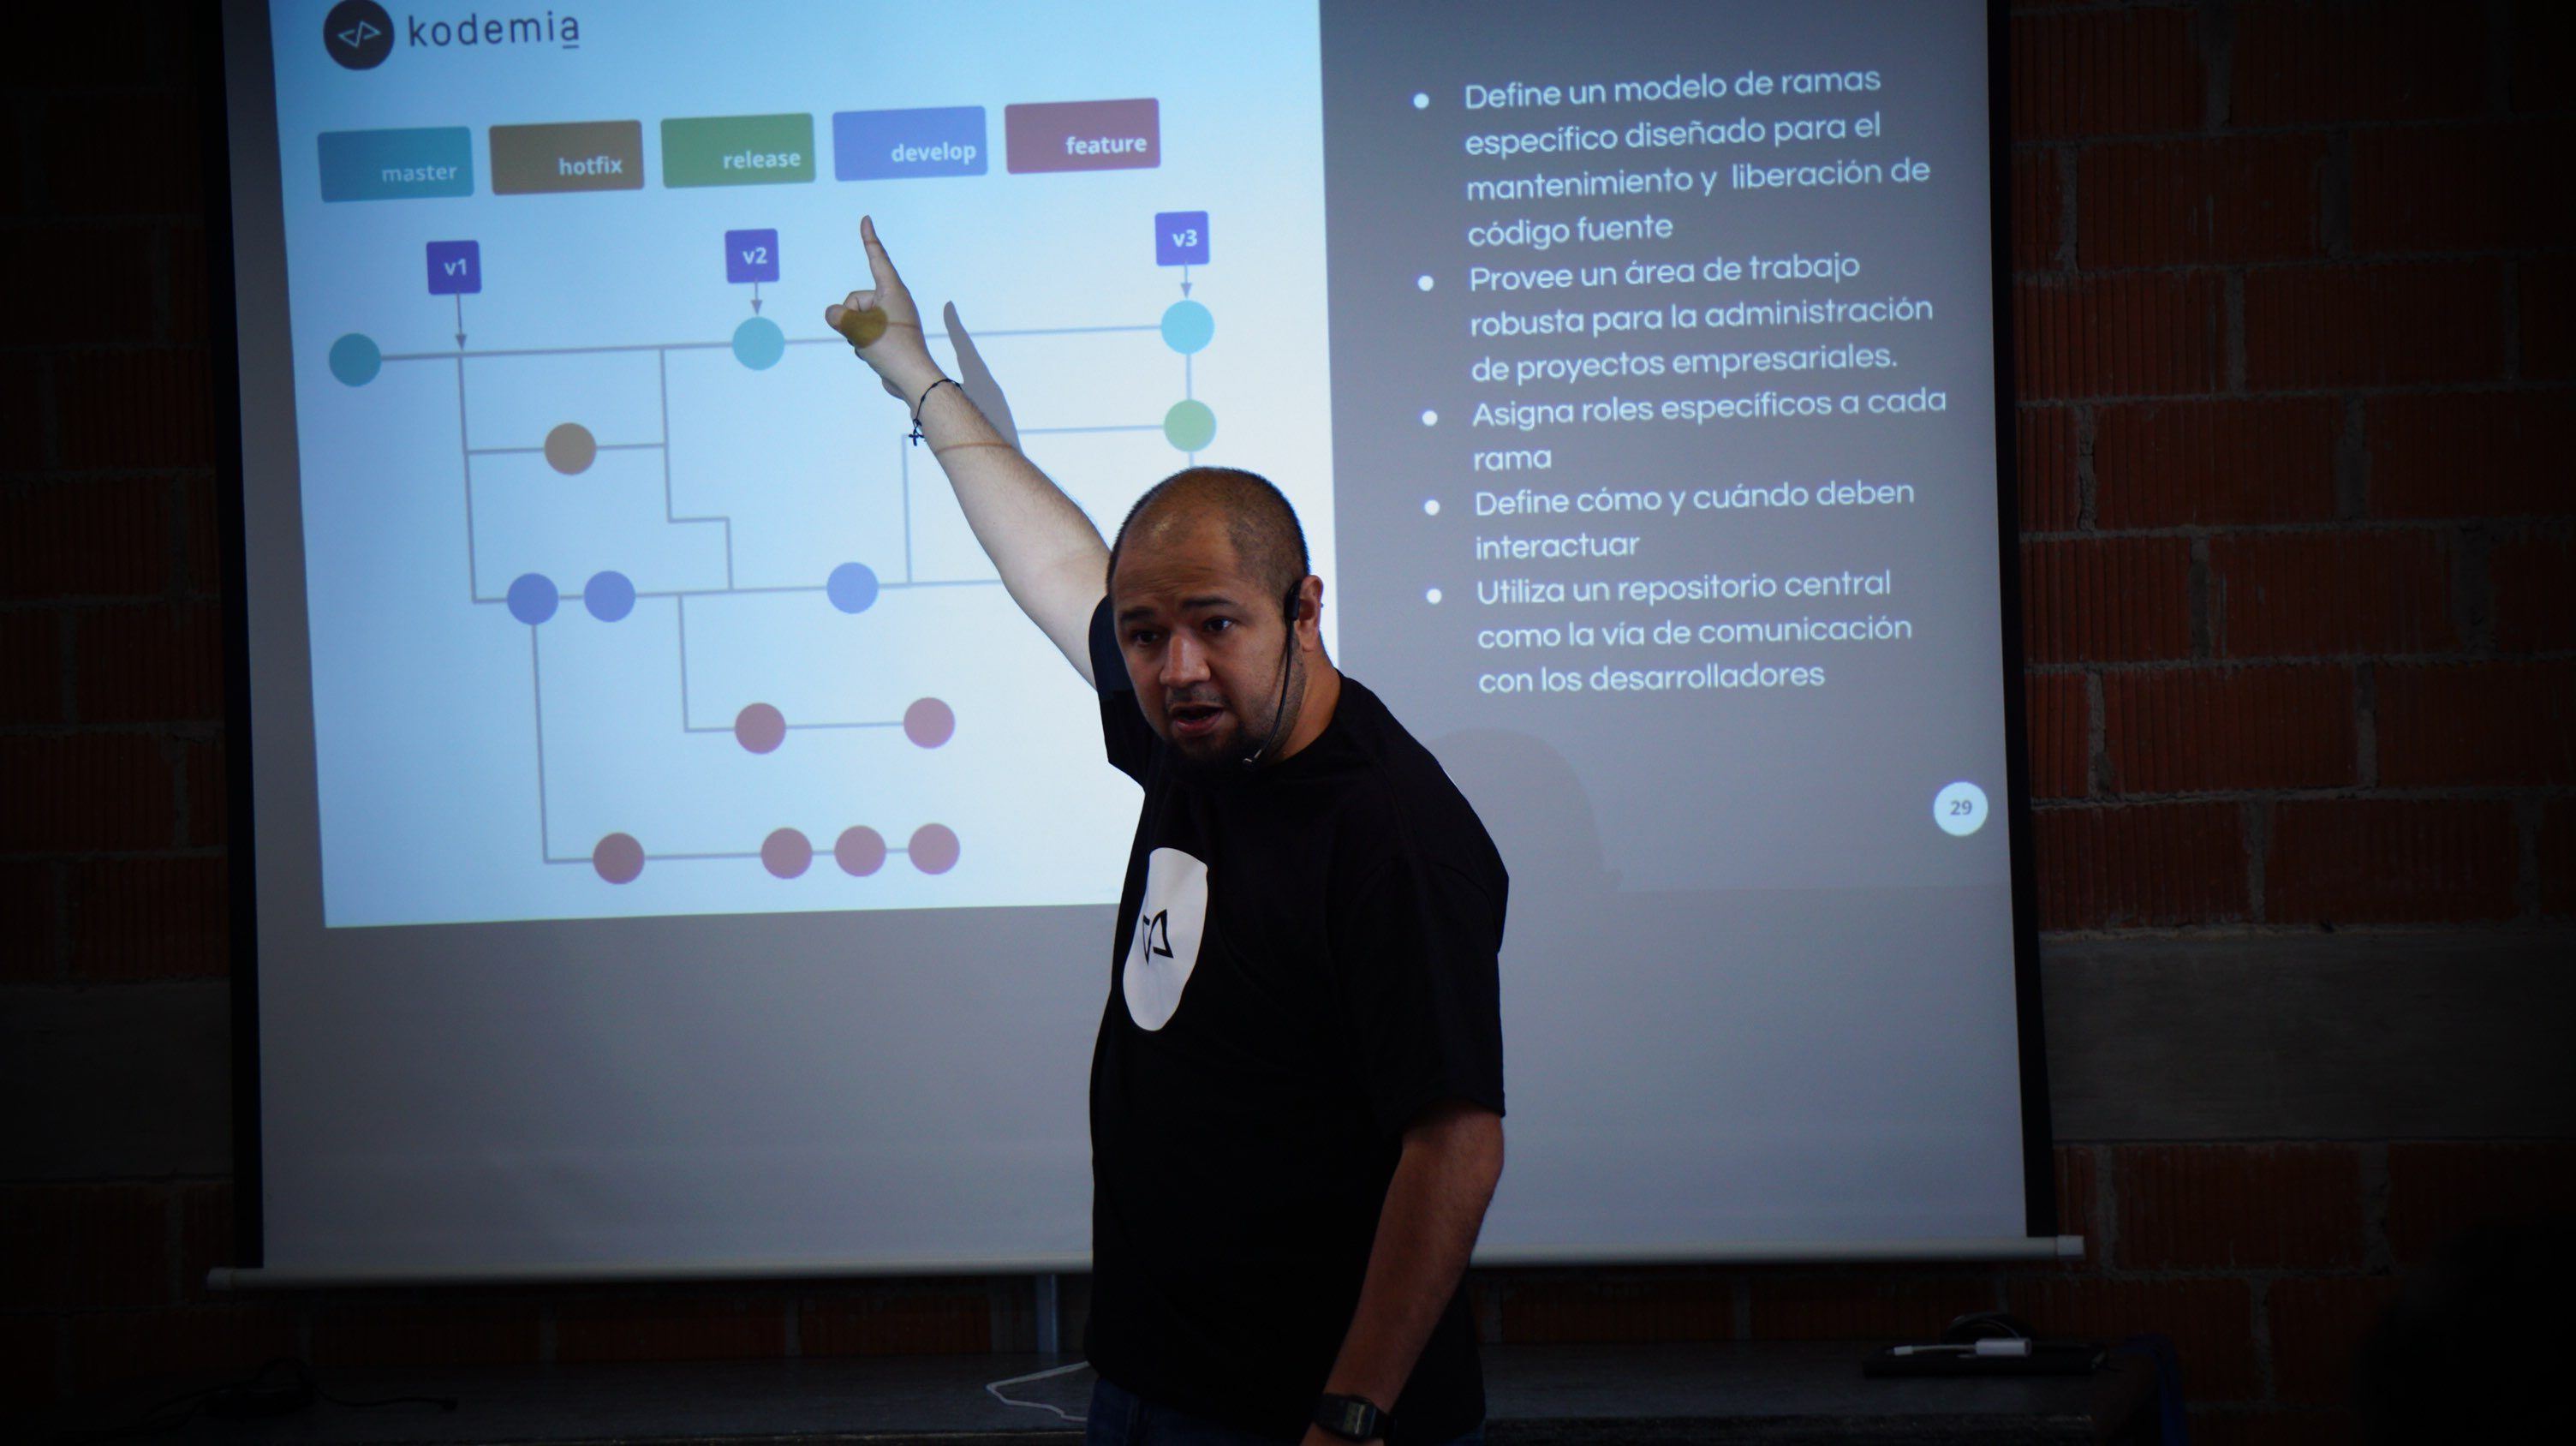 kodemia
master
hotfix
release
develop
feature
v1
v2
v3
● Define un modelo de ramas
específico diseñado para el
mantenimiento y liberación de
código fuente
● Provee un área de trabajo
robusta para la administración
de proyectos empresariales.
● Asigna roles específicos a cada
rama
● Define cómo y cuándo deben
interactuar
● Utiliza un repositorio central
como la vía de comunicación
con los desarrolladores
29